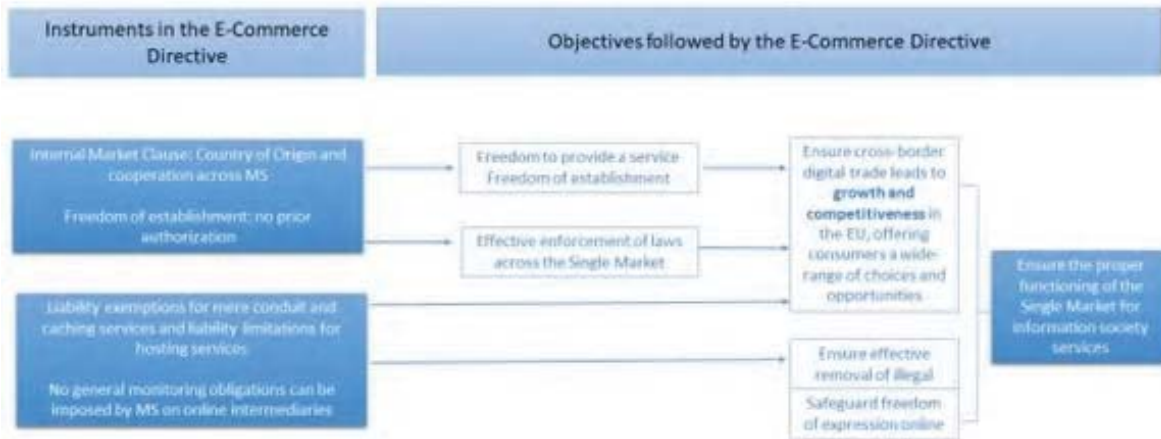 Instruments in the E-Commerce
Directive
Objectives followed by the E-Commerce Directive
Internal Market Clause: Country of Origin and
cooperation across MS
Freedom of establishment: no prior
authorization
Freedom to provide a service
Freedom of establishment
Effective enforcement of laws
across the Single Market
Ensure cross-border
digital trade leads to
growth and
competitiveness in
the EU, offering
consumers a wide-
range of choices and
opportunities
Liability exemptions for mere conduit and
caching services and liability limitations for
hosting services
No general monitoring obligations can be
imposed by MS on online intermediaries
Ensure effective
removal of illegal
Safeguard freedom
of expression online
Ensure the proper
functioning of the
Single Market for
information society
services